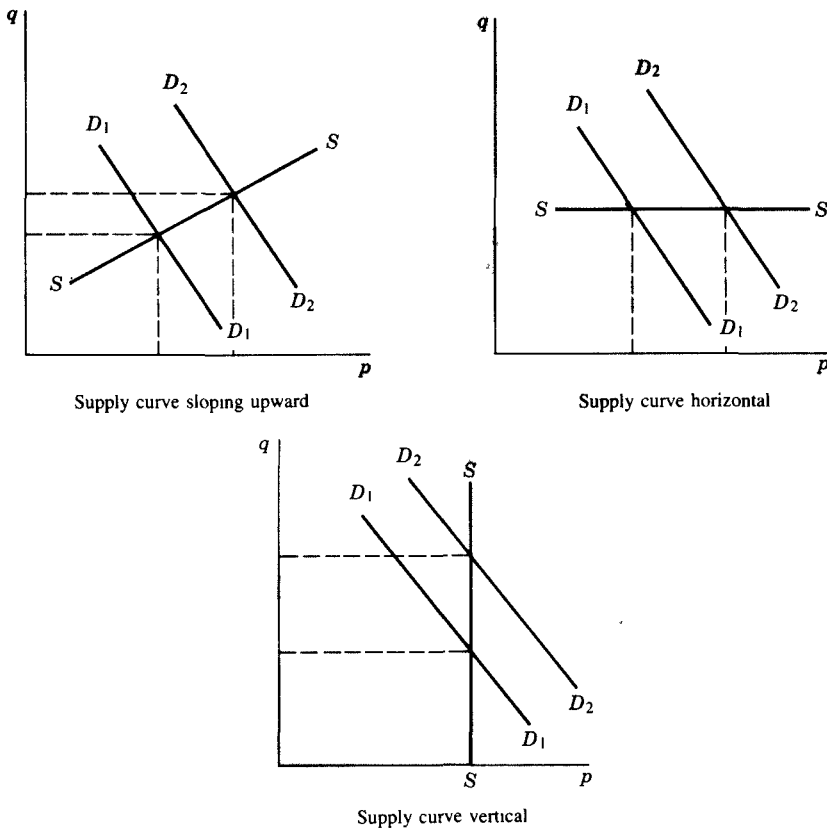 q
D2
D1
S
S
D2
D1
p
Supply curve sloping upward
q
D2
D1
S
S
D2
D1
p
Supply curve horizontal
q
D2
S
D1
D2
D1
S
p
Supply curve vertical